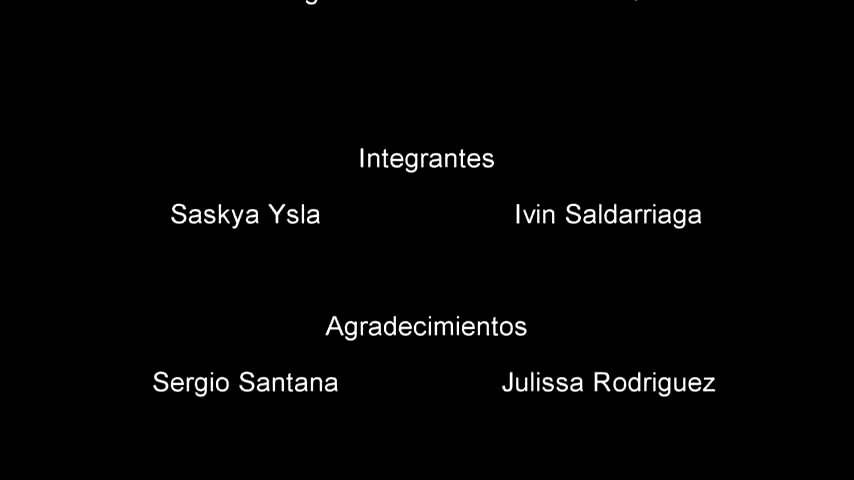 Integrantes
Saskya Ysla Ivin Saldarriaga
Agradecimientos
Sergio Santana Julissa Rodriguez